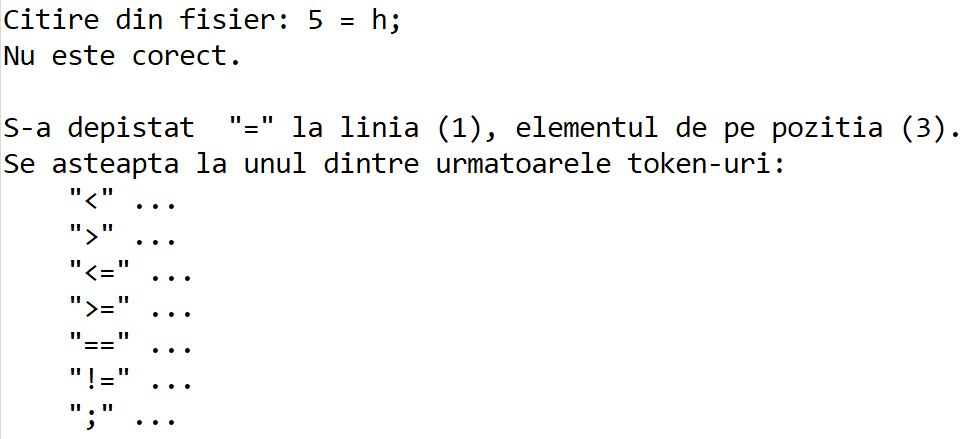 Citire din fisier: 5 = h;
Nu este corect.
S-a depistat  "=" la linia (1), elementul de pe pozitia (3).
Se asteapta la unul dintre urmatoarele token-uri:
    "<" ...
    ">" ...
    "<=" ...
    ">=" ...
    "==" ...
    "!=" ...
    ";" ...